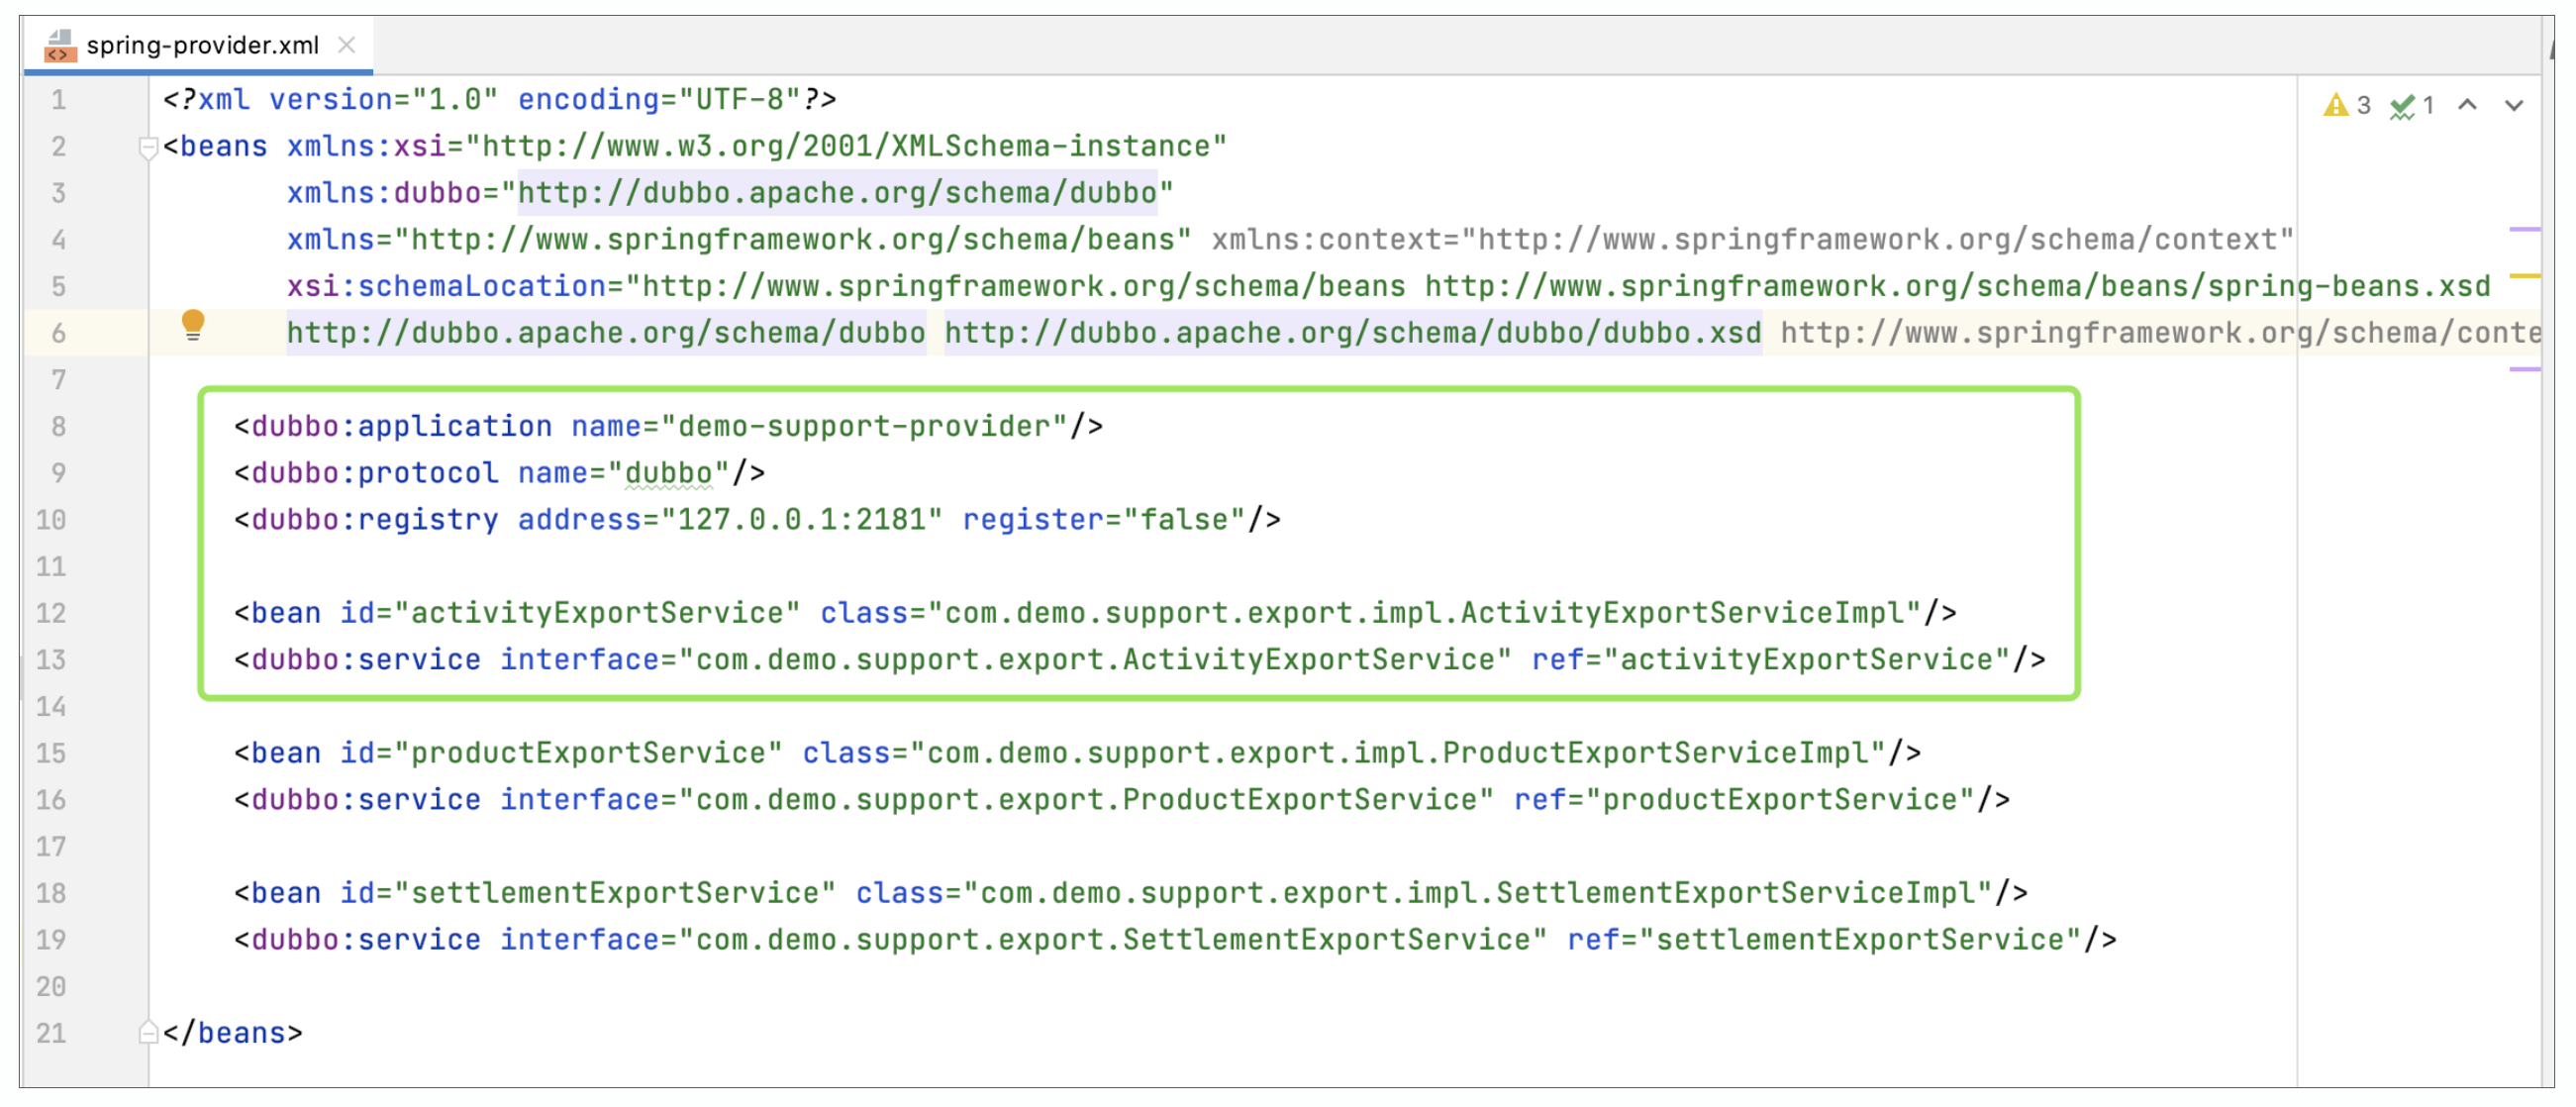 spring-provider.xml
3 1
1 <?xml version="1.0" encoding="UTF-8"?>
2 <beans xmlns:xsi="http://www.w3.org/2001/XMLSchema-instance"
3 xmlns:dubbo="http://dubbo.apache.org/schema/dubbo"
4 xmlns="http://www.springframework.org/schema/beans" xmlns:context="http://www.springframework.org/schema/context"
5 xsi:schemaLocation="http://www.springframework.org/schema/beans http://www.springframework.org/schema/beans/spring-beans.xsd
6 http://dubbo.apache.org/schema/dubbo http://dubbo.apache.org/schema/dubbo/dubbo.xsd http://www.springframework.org/schema/conte
7
8 <dubbo:application name="demo-support-provider"/>
9 <dubbo:protocol name="dubbo"/>
10 <dubbo:registry address="127.0.0.1:2181" register="false"/>
11
12 <bean id="activityExportService" class="com.demo.support.export.impl.ActivityExportServiceImpl"/>
13 <dubbo:service interface="com.demo.support.export.ActivityExportService" ref="activityExportService"/>
14
15 <bean id="productExportService" class="com.demo.support.export.impl.ProductExportServiceImpl"/>
16 <dubbo:service interface="com.demo.support.export.ProductExportService" ref="productExportService"/>
17
18 <bean id="settlementExportService" class="com.demo.support.export.impl.SettlementExportServiceImpl"/>
19 <dubbo:service interface="com.demo.support.export.SettlementExportService" ref="settlementExportService"/>
20
21 </beans>